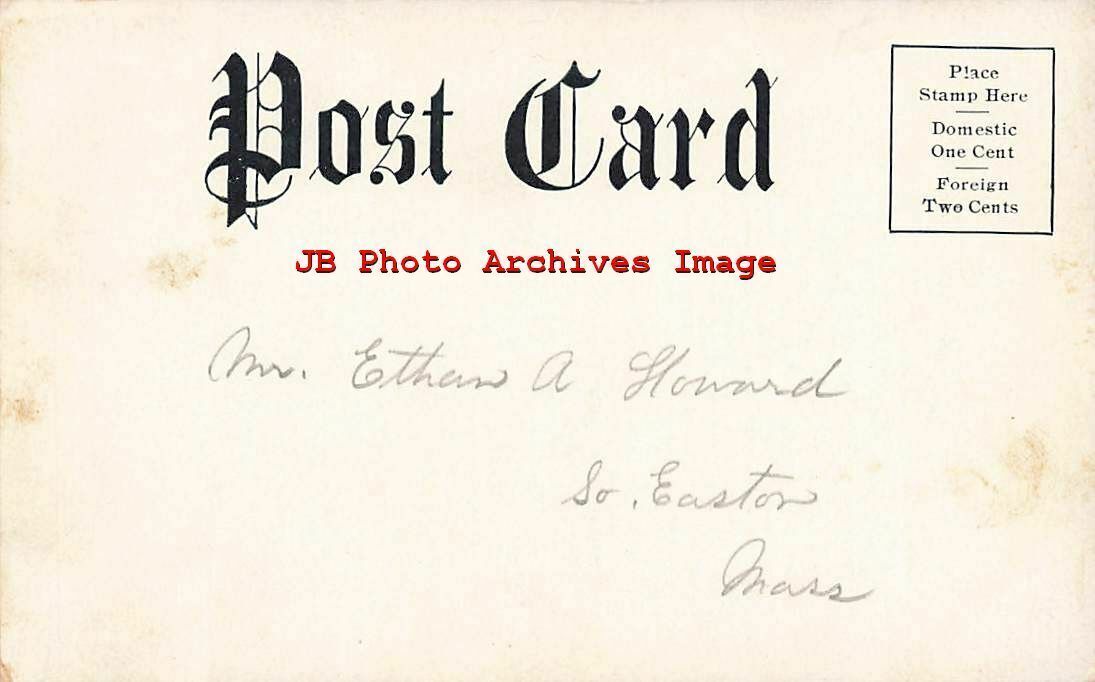 Post Card
Place
Stamp Here
Domestic
One Cent
Foreign
Two Cents
JB Photo Archives Image
Mr. Ethan A Howard
So. Easton
Mass